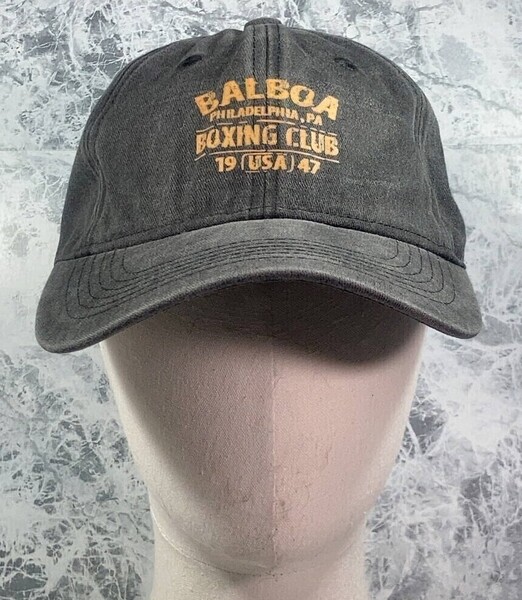 BALBOA
PHILADELPHIA, PA
BOXING CLUB
19 (USA) 47